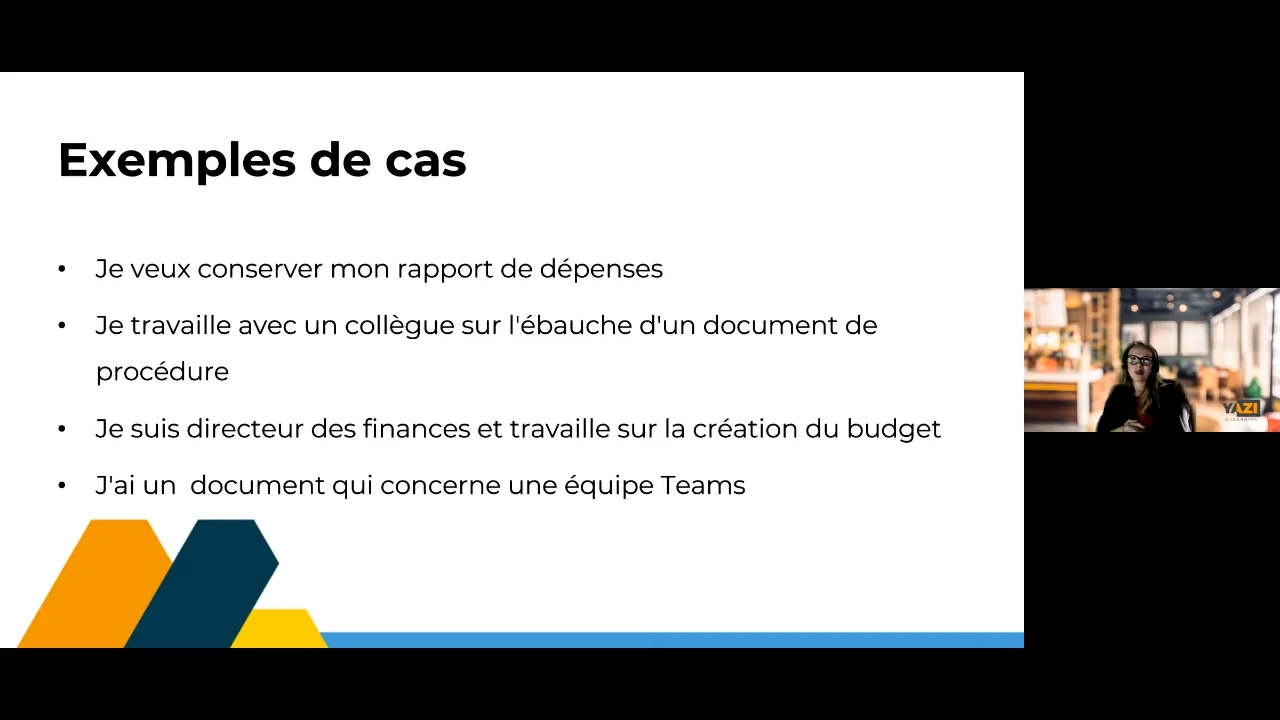 Exemples de cas
• Je veux conserver mon rapport de dépenses
• Je travaille avec un collègue sur l'ébauche d'un document de
procédure
• Je suis directeur des finances et travaille sur la création du budget
• J'ai un  document qui concerne une équipe Teams
YAZI